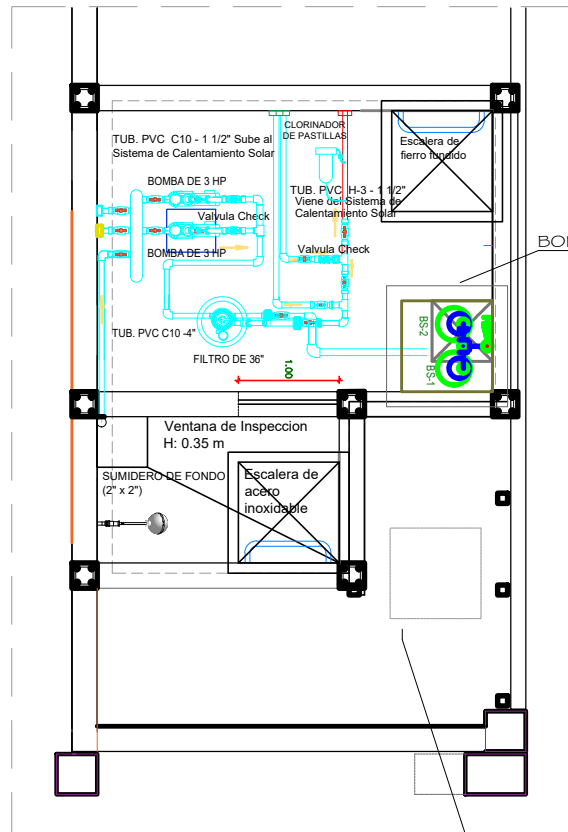 CLORINADOR
DE PASTILLAS
TUB. PVC  C10 - 1 1/2" Sube al
Sistema de Calentamiento Solar
Escalera de
fierro fundido
BOMBA DE 3 HP
TUB. PVC  H-3 - 1 1/2"
Viene del Sistema de
Calentamiento Solar
Valvula Check
BOMBA DE 3 HP
Valvula Check
TUB. PVC C10 -4"
BS-2
FILTRO DE 36"
1.00
BS-1
Ventana de Inspeccion
H: 0.35 m
SUMIDERO DE FONDO
(2" x 2")
Escalera de
acero
inoxidable